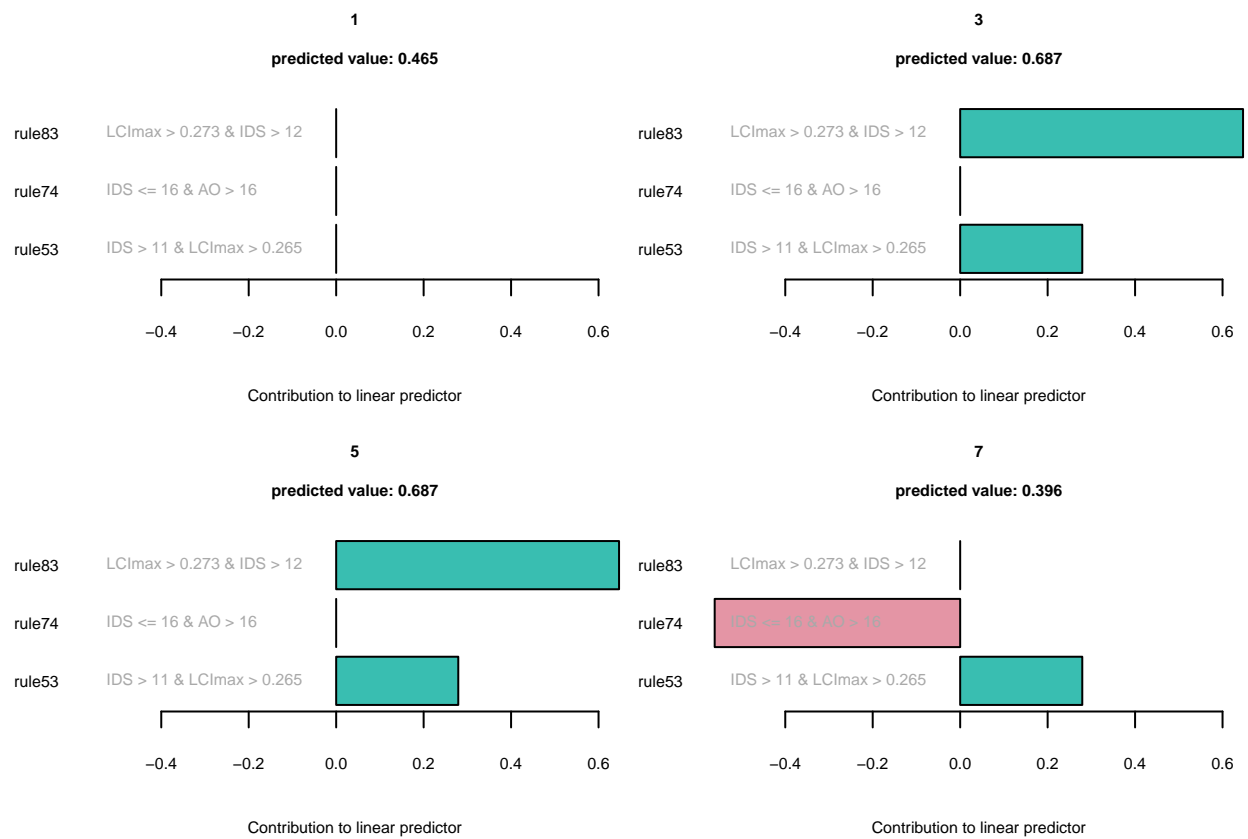 1
predicted value: 0.465
rule83 LCImax > 0.273 & IDS > 12
rule74 IDS <= 16 & AO > 16
rule53 IDS > 11 & LCImax > 0.265
−0.4 −0.2 0.0 0.2 0.4 0.6
Contribution to linear predictor
3
predicted value: 0.687
rule83 LCImax > 0.273 & IDS > 12
rule74 IDS <= 16 & AO > 16
rule53 IDS > 11 & LCImax > 0.265
−0.4 −0.2 0.0 0.2 0.4 0.6
Contribution to linear predictor
5
predicted value: 0.687
rule83 LCImax > 0.273 & IDS > 12
rule74 IDS <= 16 & AO > 16
rule53 IDS > 11 & LCImax > 0.265
−0.4 −0.2 0.0 0.2 0.4 0.6
Contribution to linear predictor
7
predicted value: 0.396
rule83 LCImax > 0.273 & IDS > 12
rule74 IDS <= 16 & AO > 16
rule53 IDS > 11 & LCImax > 0.265
−0.4 −0.2 0.0 0.2 0.4 0.6
Contribution to linear predictor